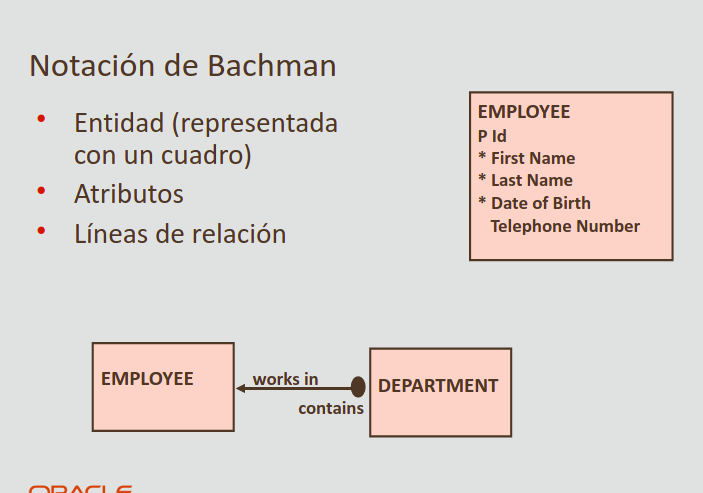 Notación de Bachman
• Entidad (representada
con un cuadro)
• Atributos
• Líneas de relación
EMPLOYEE
P Id
* First Name
* Last Name
* Date of Birth
Telephone Number
EMPLOYEE
works in
contains
DEPARTMENT
ORACLE